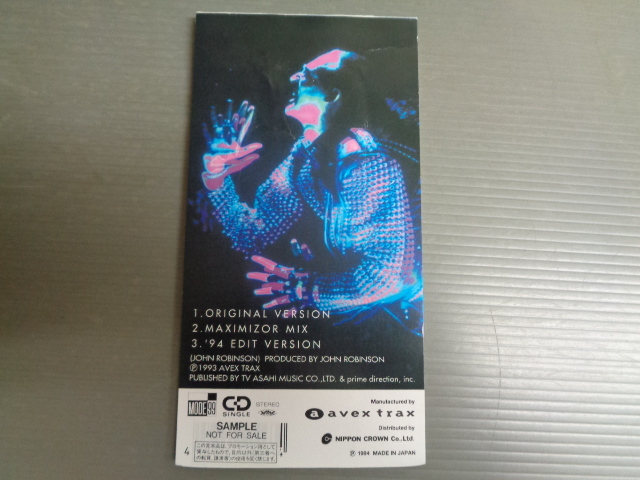 1.ORIGINAL VERSION
2.MAXIMIZOR MIX
3.'94 EDIT VERSION
(JOHN ROBINSON) PRODUCED BY JOHN ROBINSON
Ⓟ1993 AVEX TRAX
PUBLISHED BY TV ASAHI MUSIC CO.,LTD. & prime direction, inc.
MODE 99
CD
SINGLE
STEREO
SAMPLE
NOT FOR SALE
4
Manufactured by
a avex trax
Distributed by
NIPPON CROWN Co.,Ltd.
Ⓟ 1994 MADE IN JAPAN